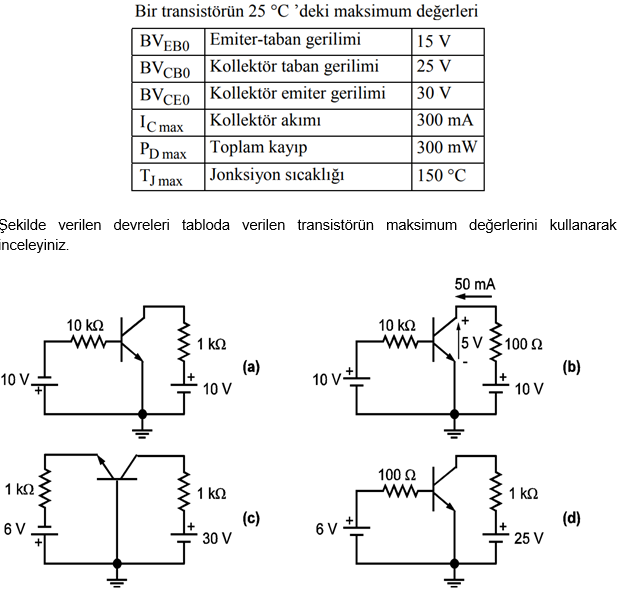 Bir transistörün 25 °C 'deki maksimum değerleri
BVEB0 Emiter-taban gerilimi 15 V
BVCB0 Kollektör taban gerilimi 25 V
BVCE0 Kollektör emiter gerilimi 30 V
IC max Kollektör akımı 300 mA
PD max Toplam kayıp 300 mW
TJ max Jonksiyon sıcaklığı 150 °C
Şekilde verilen devreleri tabloda verilen transistörün maksimum değerlerini kullanarak
inceleyiniz.
10 kΩ
1 kΩ
10 V
+
+
10 V
(a)
50 mA
10 kΩ
+
5 V
-
100 Ω
10 V
+
+
10 V
(b)
1 kΩ
1 kΩ
6 V
+
+
30 V
(c)
100 Ω
1 kΩ
6 V
+
+
25 V
(d)